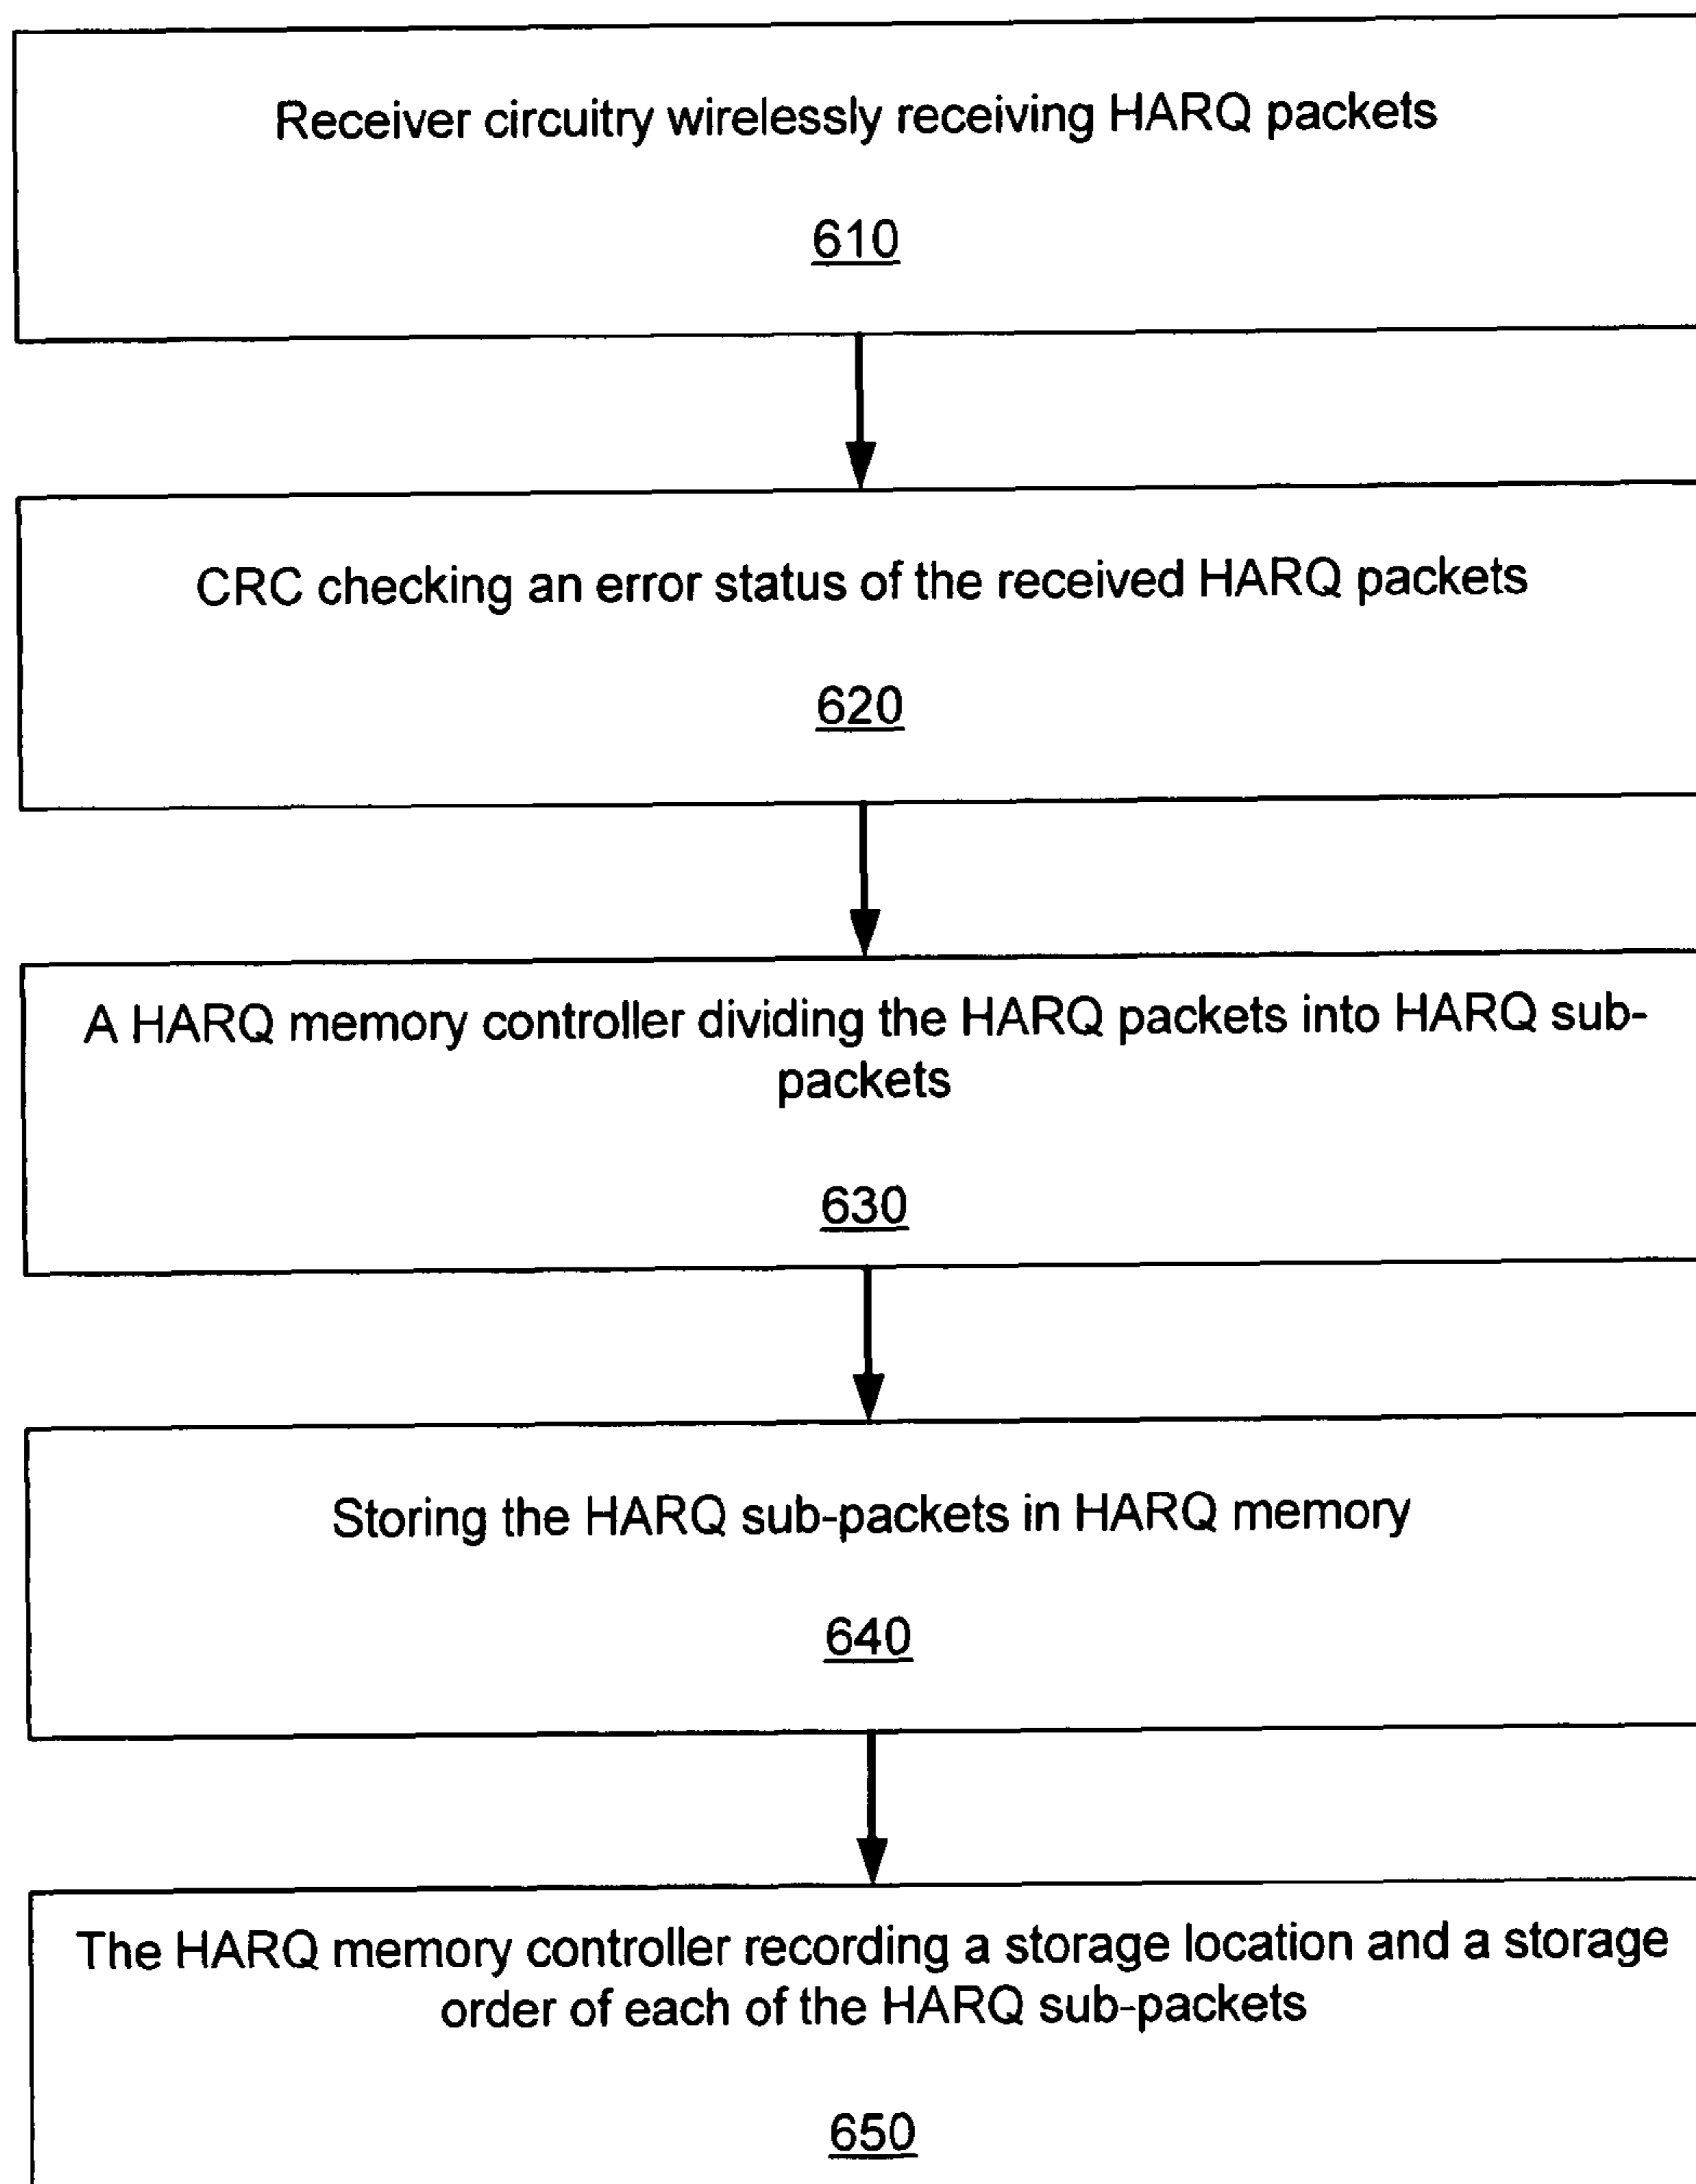 Receiver circuitry wirelessly receiving HARQ packets
610
CRC checking an error status of the received HARQ packets
620
A HARQ memory controller dividing the HARQ packets into HARQ sub-
packets
630
Storing the HARQ sub-packets in HARQ memory
640
The HARQ memory controller recording a storage location and a storage
order of each of the HARQ sub-packets
650